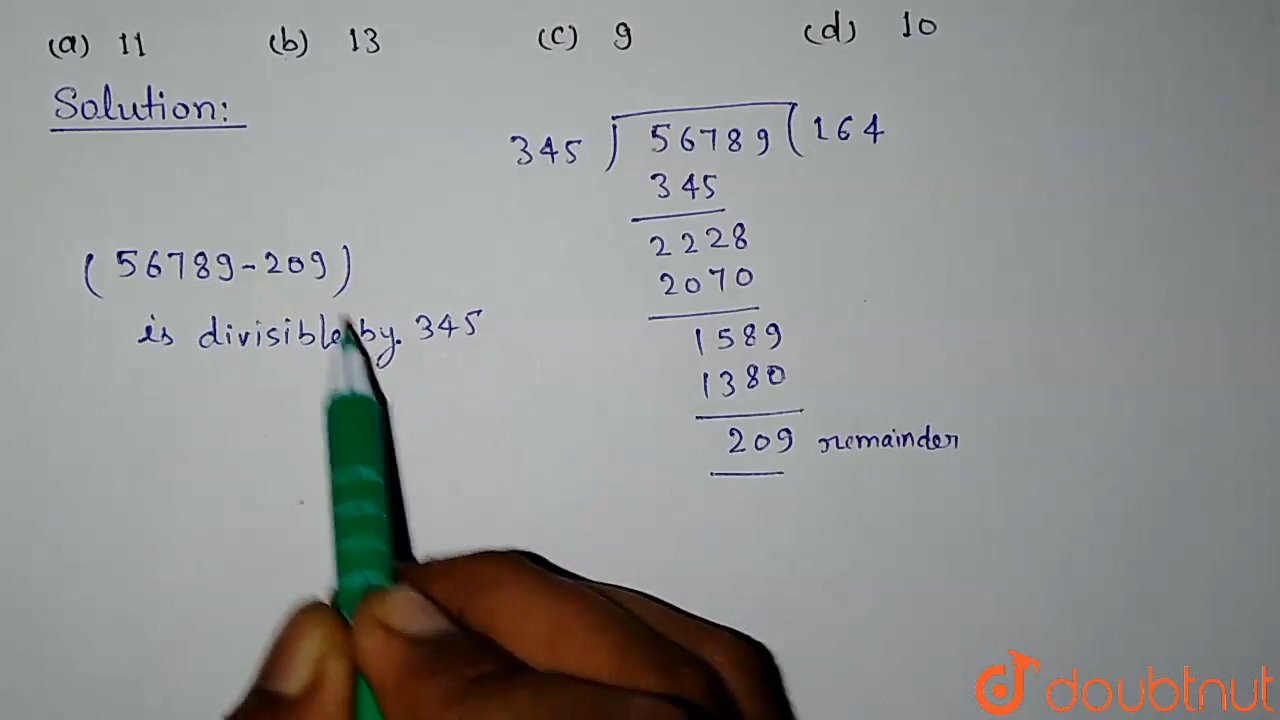 (a) 11 (b) 13 (c) 9 (d) 10
Solution:
345 ) 56789 ( 164
345
2228
2070
1589
1380
209 remainder
(56789-209)
is divisible by. 345
doubtnut